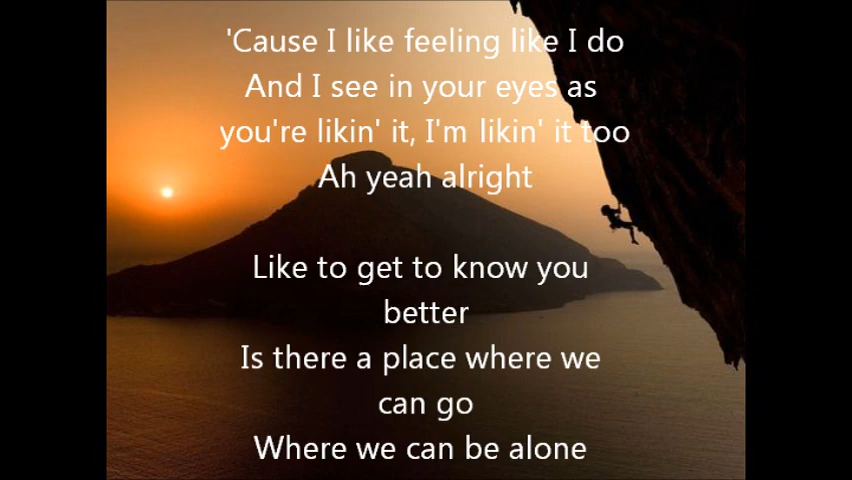 'Cause I like feeling like I do
And I see in your eyes as
you're likin' it, I'm likin' it too
Ah yeah alright
Like to get to know you
better
Is there a place where we
can go
Where we can be alone